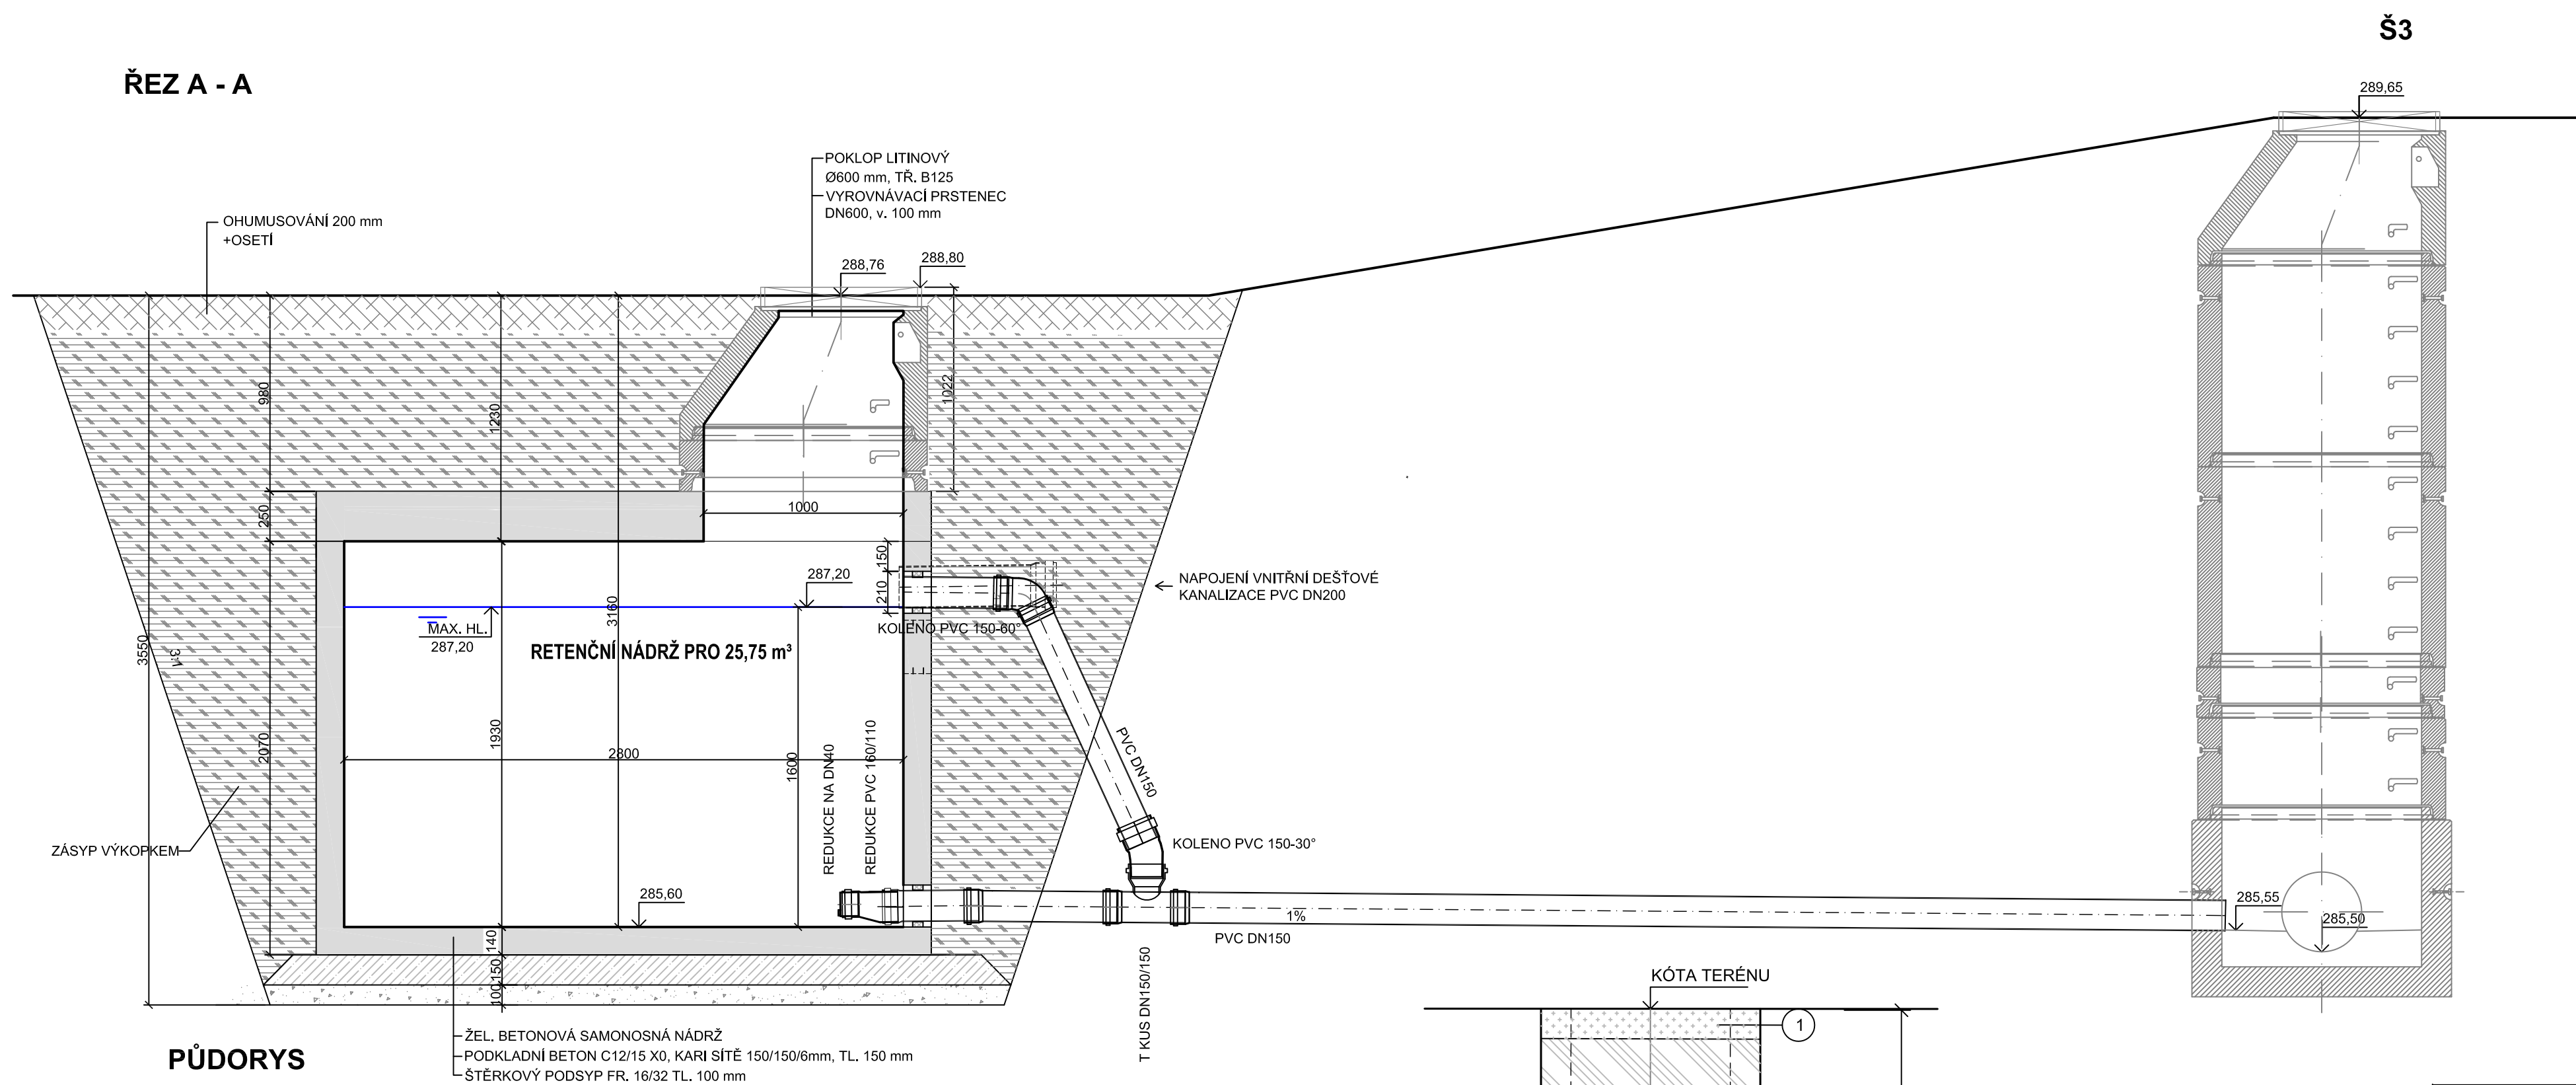 Š3
ŘEZ A - A
289,65
POKLOP LITINOVÝ
Ø600 mm, TŘ. B125
VYROVNÁVACÍ PRSTENEC
DN600, v. 100 mm
OHUMUSOVÁNÍ 200 mm
+OSETÍ
288,76
288,80
980
1230
1022
250
1000
150
210
287,20
3160
NAPOJENÍ VNITŘNÍ DEŠTOVÉ
KANALIZACE PVC DN200
MAX. HL.
287,20
KOLENO PVC 150-60°
RETENČNÍ NÁDRŽ PRO 25,75 m³
3550
3:1
2070
1930
2800
1600
REDUKCE NA DN40
REDUKCE PVC 160/110
PVC DN150
KOLENO PVC 150-30°
ZÁSYP VÝKOPKEM
285,60
285,55
285,50
1%
PVC DN150
140
150
100
T KUS DN150/150
KÓTA TERÉNU
1
ŽEL. BETONOVÁ SAMONOSNÁ NÁDRŽ
PODKLADNÍ BETON C12/15 X0, KARI SÍTĚ 150/150/6mm, TL. 150 mm
ŠTĚRKOVÝ PODSYP FR. 16/32 TL. 100 mm
PŮDORYS